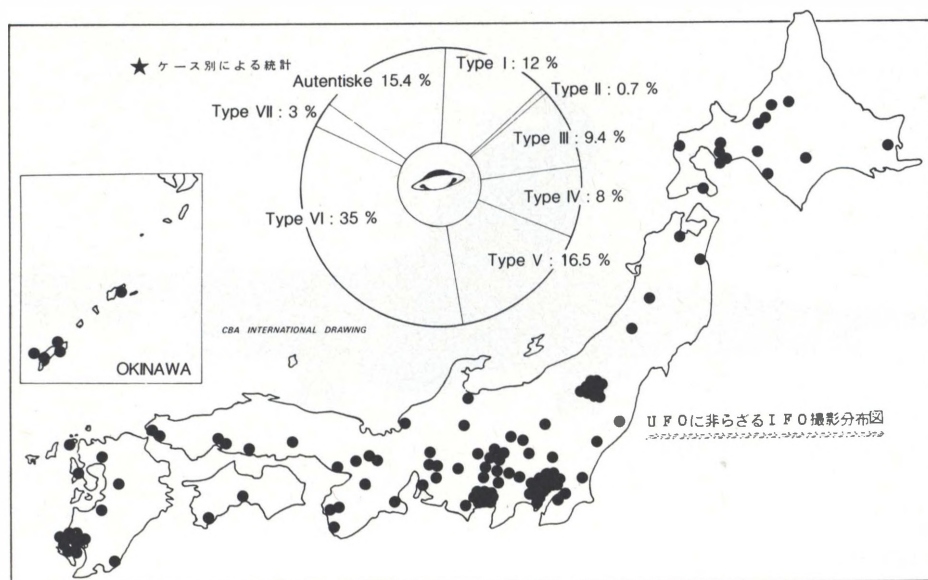 ★ ケース別による統計
Type I : 12 %
Autentiske 15.4 %
Type II : 0.7 %
Type VII : 3 %
Type III : 9.4 %
Type IV : 8 %
Type VI : 35 %
Type V : 16.5 %
CBA INTERNATIONAL DRAWING
OKINAWA
UFOに非らざるIFO撮影分布図